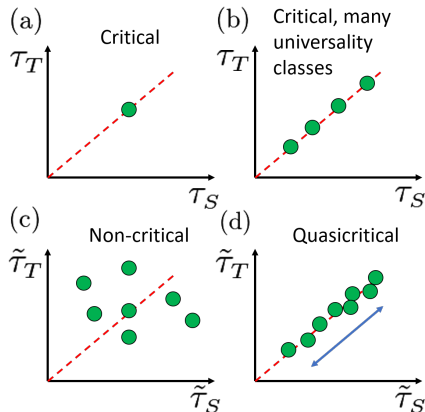 (a)
Critical
τ_T
τ_S
(b)
Critical, many
universality
classes
τ_T
τ_S
(c)
Non-critical
τ̃_T
τ̃_S
(d)
Quasicritical
τ̃_T
τ̃_S